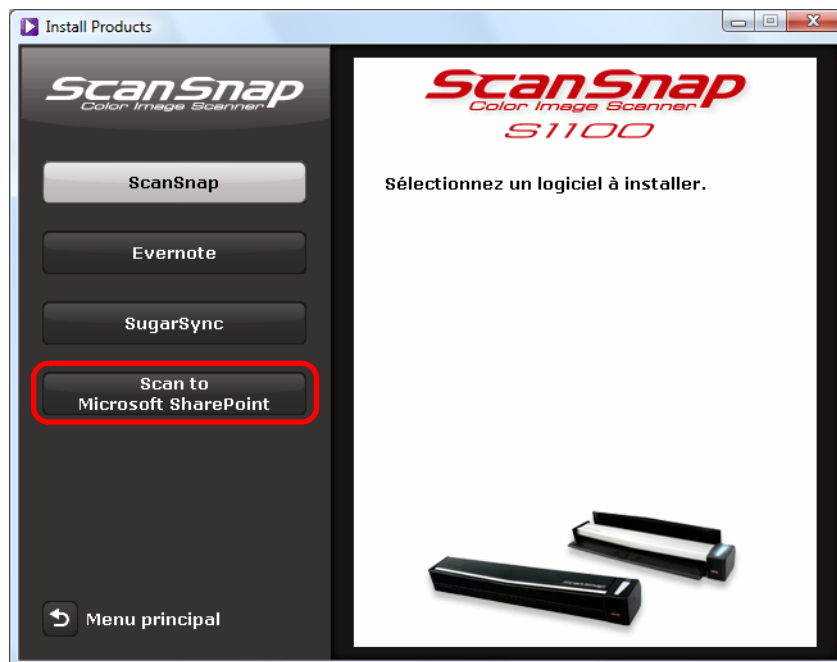 Install Products
ScanSnap
Color Image Scanner
ScanSnap
Evernote
SugarSync
Scan to
Microsoft SharePoint
Menu principal
ScanSnap
Color Image Scanner
S1100
Sélectionnez un logiciel à installer.
ScanSnap